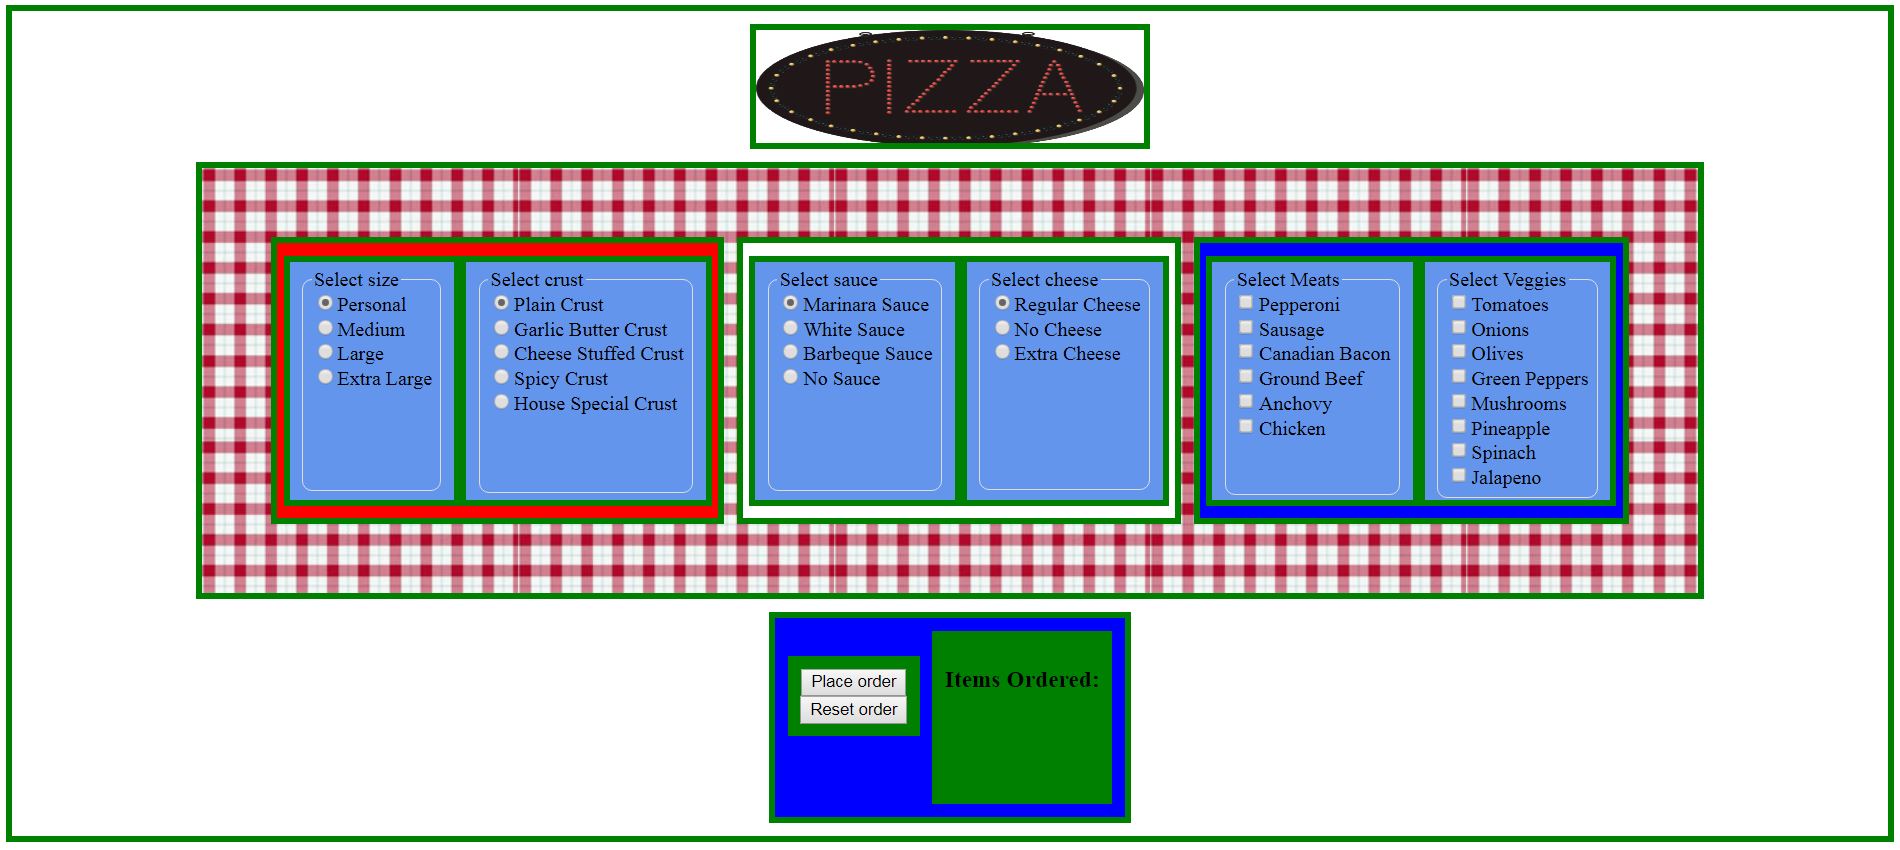 PIZZA
Select size
Personal
Medium
Large
Extra Large
Select crust
Plain Crust
Garlic Butter Crust
Cheese Stuffed Crust
Spicy Crust
House Special Crust
Select sauce
Marinara Sauce
White Sauce
Barbeque Sauce
No Sauce
Select cheese
Regular Cheese
No Cheese
Extra Cheese
Select Meats
Pepperoni
Sausage
Canadian Bacon
Ground Beef
Anchovy
Chicken
Select Veggies
Tomatoes
Onions
Olives
Green Peppers
Mushrooms
Pineapple
Spinach
Jalapeno
Place order
Reset order
Items Ordered: